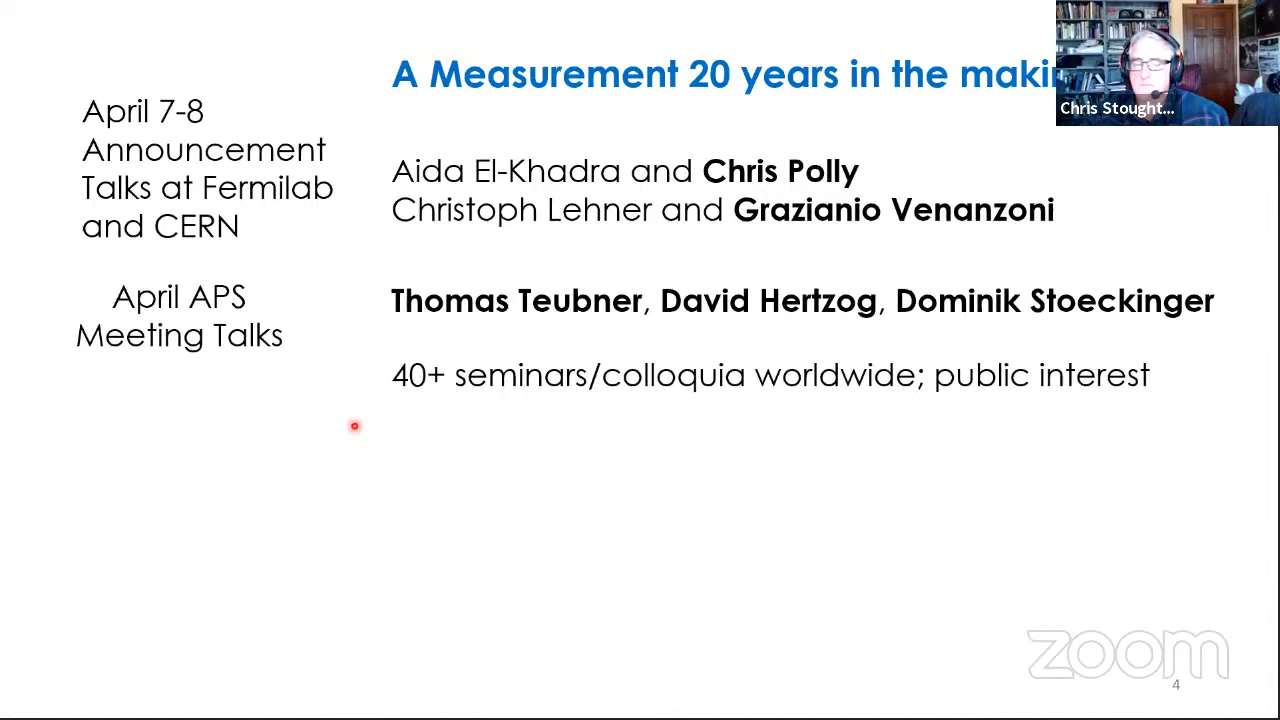 A Measurement 20 years in the maki
Chris Stought...
April 7-8
Announcement
Talks at Fermilab
and CERN
Aida El-Khadra and Chris Polly
Christoph Lehner and Grazianio Venanzoni
April APS
Meeting Talks
Thomas Teubner, David Hertzog, Dominik Stoeckinger
40+ seminars/colloquia worldwide; public interest
zoom
4